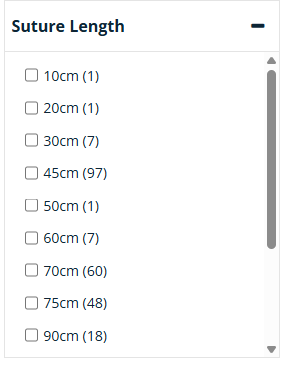 Suture Length
10cm (1)
20cm (1)
30cm (7)
45cm (97)
50cm (1)
60cm (7)
70cm (60)
75cm (48)
90cm (18)